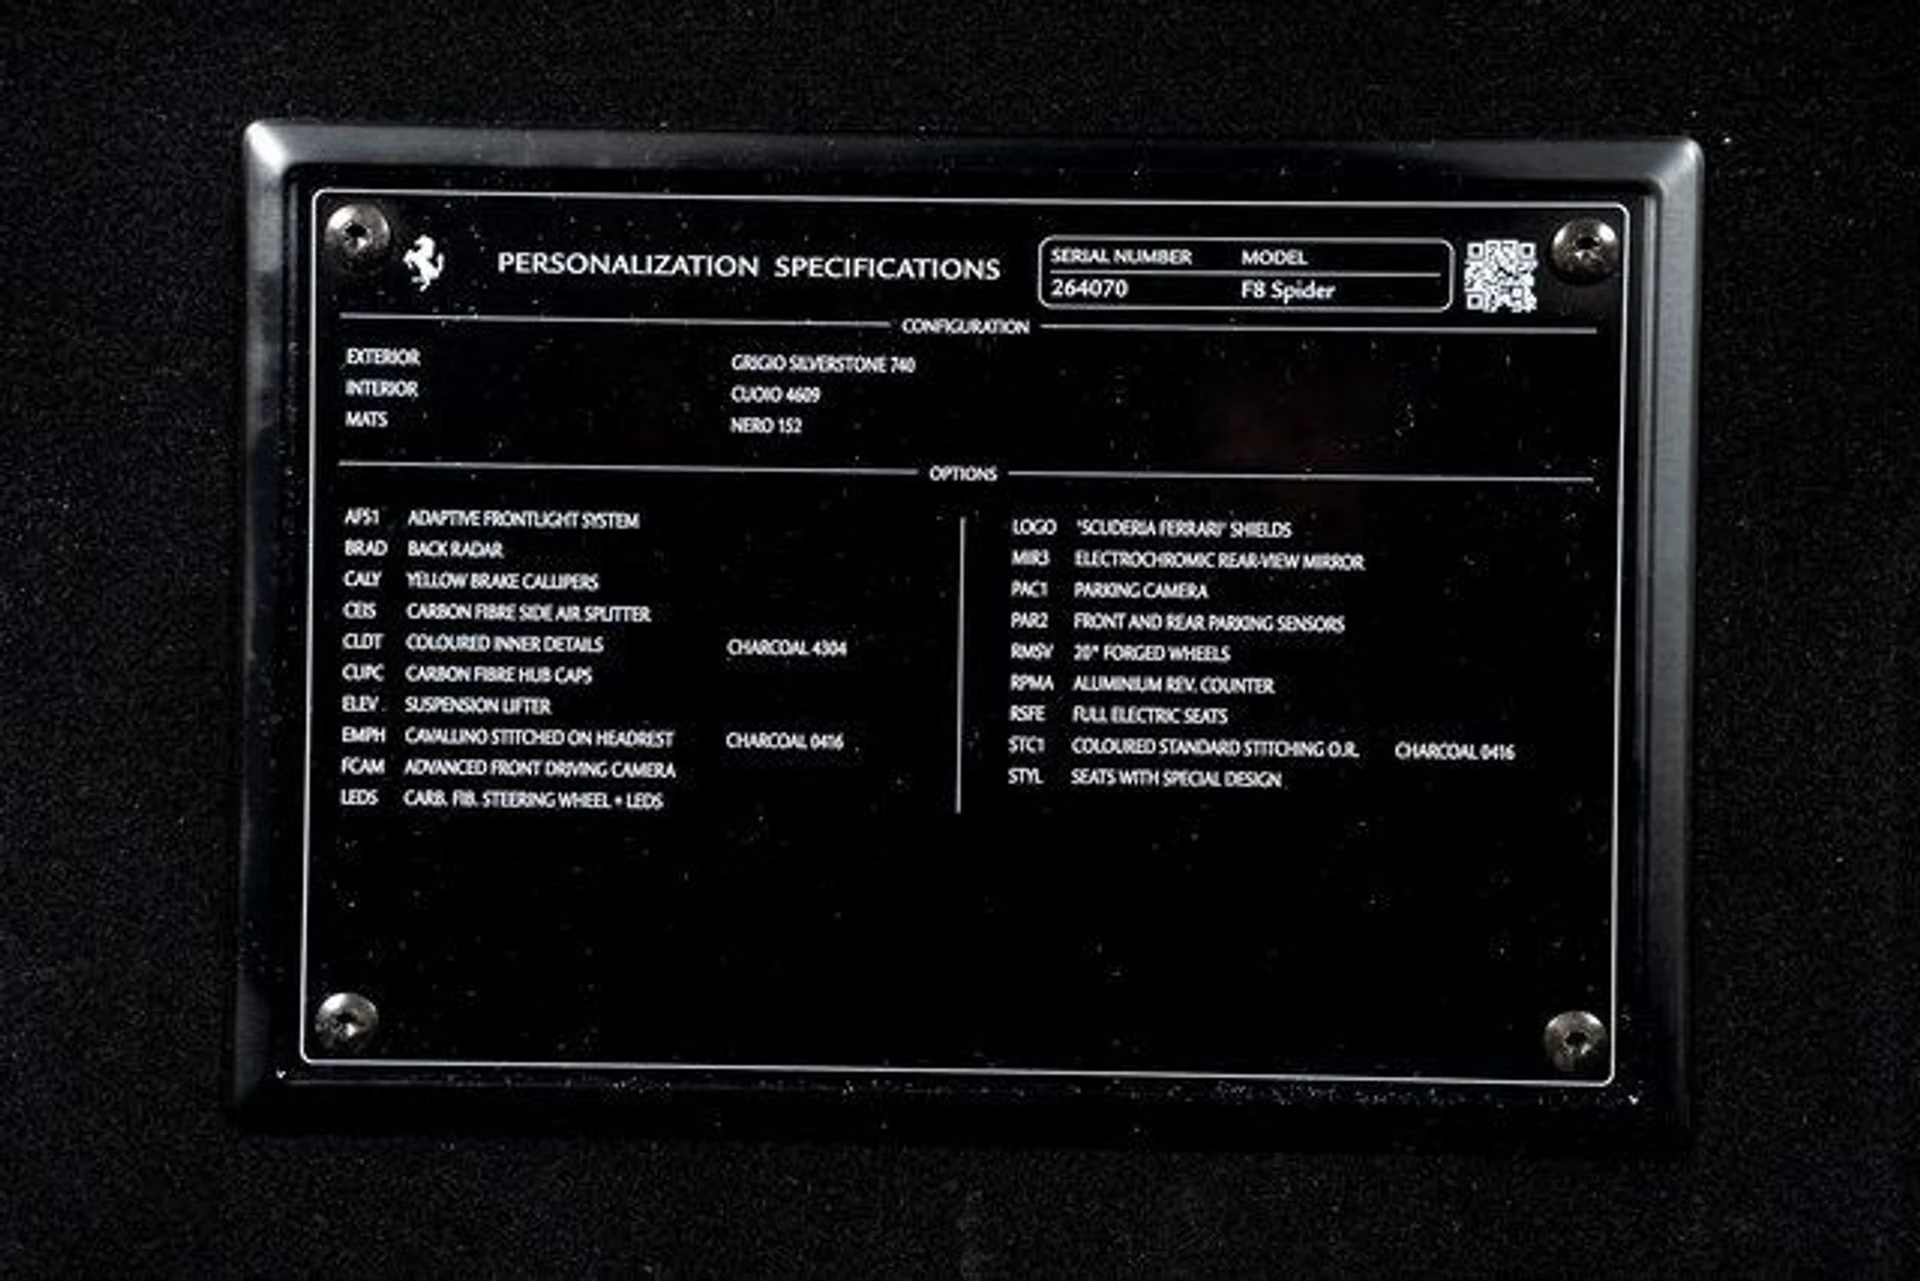 PERSONALIZATION SPECIFICATIONS
SERIAL NUMBER MODEL
264070 F8 Spider
CONFIGURATION
EXTERIOR GRIGIO SILVERSTONE 740
INTERIOR CUOIO 4609
MATS NERO 152
OPTIONS
AFS1 ADAPTIVE FRONTLIGHT SYSTEM
BRAD BACK RADAR
CALY YELLOW BRAKE CALLIPERS
CEIS CARBON FIBRE SIDE AIR SPLITTER
CLDT COLOURED INNER DETAILS CHARCOAL 4304
CLIPC CARBON FIBRE HUB CAPS
ELEV SUSPENSION LIFTER
EMPH CAVALLINO STITCHED ON HEADREST CHARCOAL 0416
FCAM ADVANCED FRONT DRIVING CAMERA
LEDS CARB. FIB. STEERING WHEEL + LEDS
LOGO "SCUDERIA FERRARI" SHIELDS
MIR3 ELECTROCHROMIC REAR-VIEW MIRROR
PAC1 PARKING CAMERA
PAR2 FRONT AND REAR PARKING SENSORS
RMSV 20" FORGED WHEELS
RPMA ALUMINIUM REV. COUNTER
RSFE FULL ELECTRIC SEATS
STC1 COLOURED STANDARD STITCHING O.R. CHARCOAL 0416
STYL SEATS WITH SPECIAL DESIGN